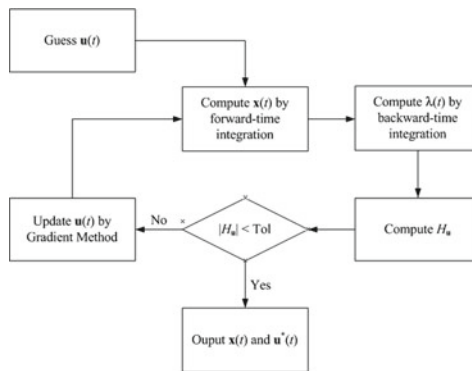 Guess u(t)
Compute x(t) by
forward-time
integration
Compute λ(t) by
backward-time
integration
Update u(t) by
Gradient Method
No
|Hu| < Tol
Compute Hu
Yes
Ouput x(t) and u*(t)